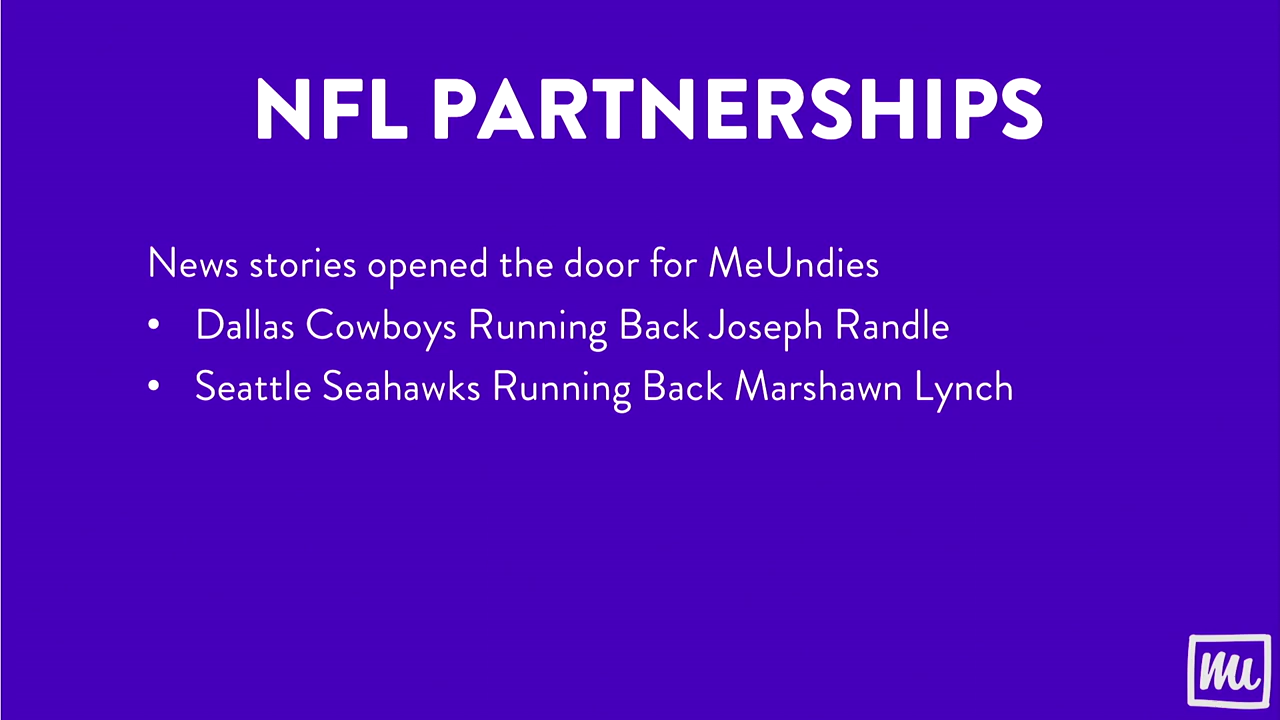 NFL PARTNERSHIPS
News stories opened the door for MeUndies
• Dallas Cowboys Running Back Joseph Randle
• Seattle Seahawks Running Back Marshawn Lynch
mu